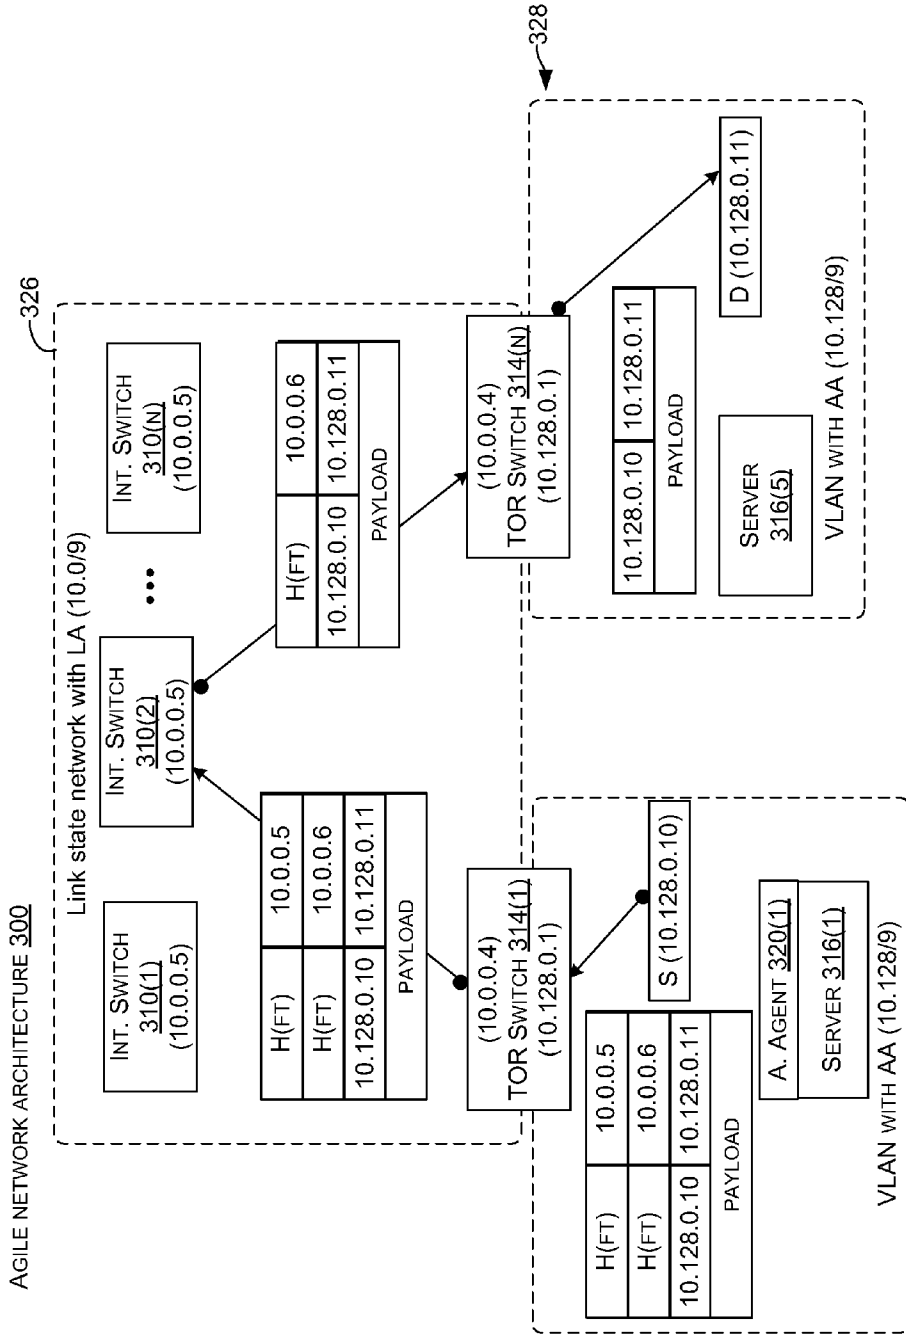 AGILE NETWORK ARCHITECTURE 300
326
Link state network with LA (10.0/9)
INT. SWITCH
310(1)
(10.0.0.5)
INT. SWITCH
310(2)
(10.0.0.5)
•••
INT. SWITCH
310(N)
(10.0.0.5)
H(FT) 10.0.0.5
H(FT) 10.0.0.6
10.128.0.10 10.128.0.11
PAYLOAD
H(FT) 10.0.0.6
10.128.0.10 10.128.0.11
PAYLOAD
(10.0.0.4)
TOR SWITCH 314(1)
(10.128.0.1)
(10.0.0.4)
TOR SWITCH 314(N)
(10.128.0.1)
328
H(FT) 10.0.0.5
H(FT) 10.0.0.6
10.128.0.10 10.128.0.11
PAYLOAD
S (10.128.0.10)
A. AGENT 320(1)
SERVER 316(1)
VLAN WITH AA (10.128/9)
10.128.0.10 10.128.0.11
PAYLOAD
D (10.128.0.11)
SERVER
316(5)
VLAN WITH AA (10.128/9)